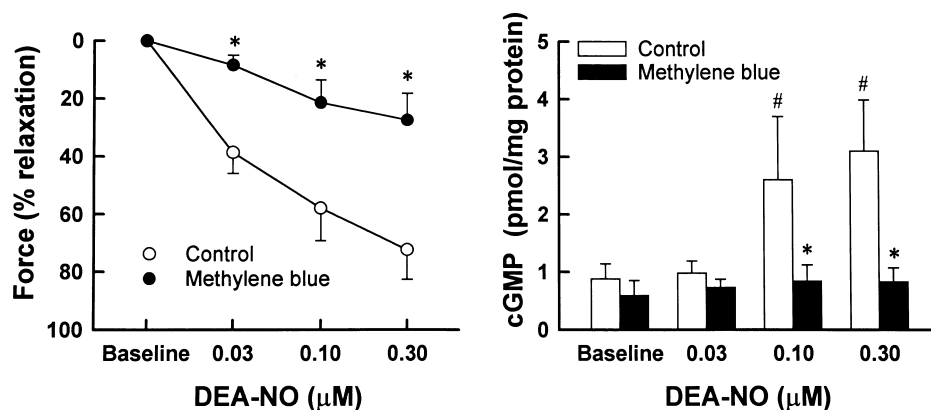 Force (% relaxation)
0
20
40
60
80
100
*
*
*
Control
Methylene blue
Baseline 0.03 0.10 0.30
DEA-NO (μM)
cGMP (pmol/mg protein)
5
4
3
2
1
0
Control
Methylene blue
#
#
*
*
Baseline 0.03 0.10 0.30
DEA-NO (μM)